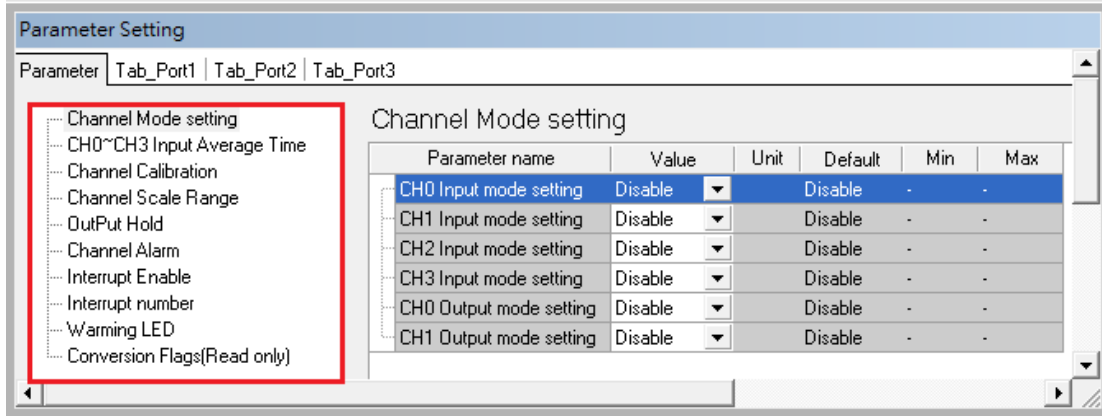 Parameter Setting
Parameter Tab_Port1 Tab_Port2 Tab_Port3
Channel Mode setting
CH0~CH3 Input Average Time
Channel Calibration
Channel Scale Range
OutPut Hold
Channel Alarm
Interrupt Enable
Interrupt number
Warming LED
Conversion Flags(Read only)
Channel Mode setting
Parameter name Value Unit Default Min Max
CH0 Input mode setting Disable Disable - -
CH1 Input mode setting Disable Disable - -
CH2 Input mode setting Disable Disable - -
CH3 Input mode setting Disable Disable - -
CH0 Output mode setting Disable Disable - -
CH1 Output mode setting Disable Disable - -